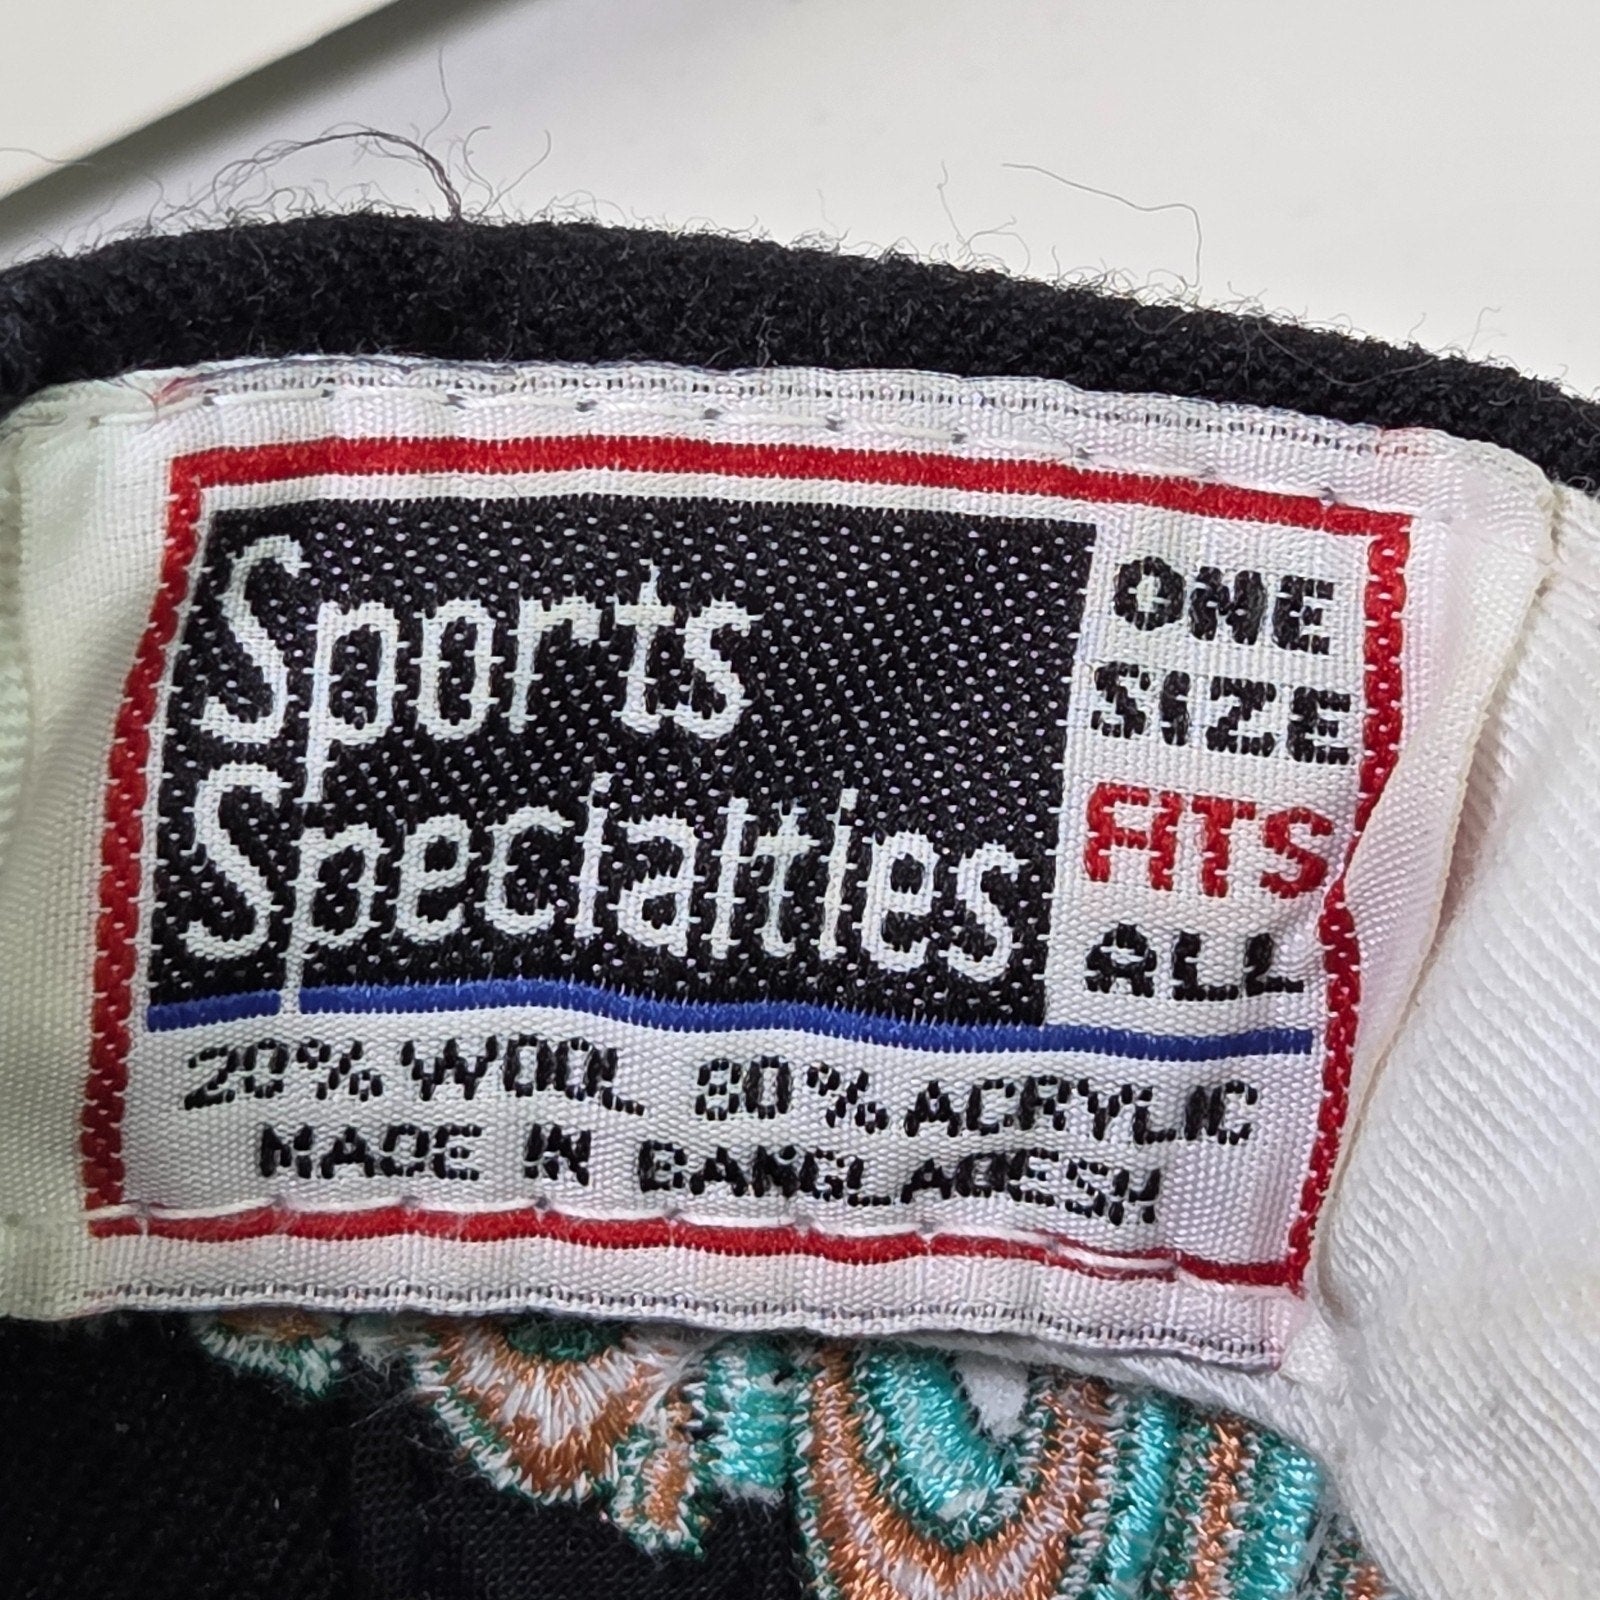 Sports
Specialties
ONE
SIZE
FITS
ALL
20% WOOL 80% ACRYLIC
MADE IN BANGLADESH